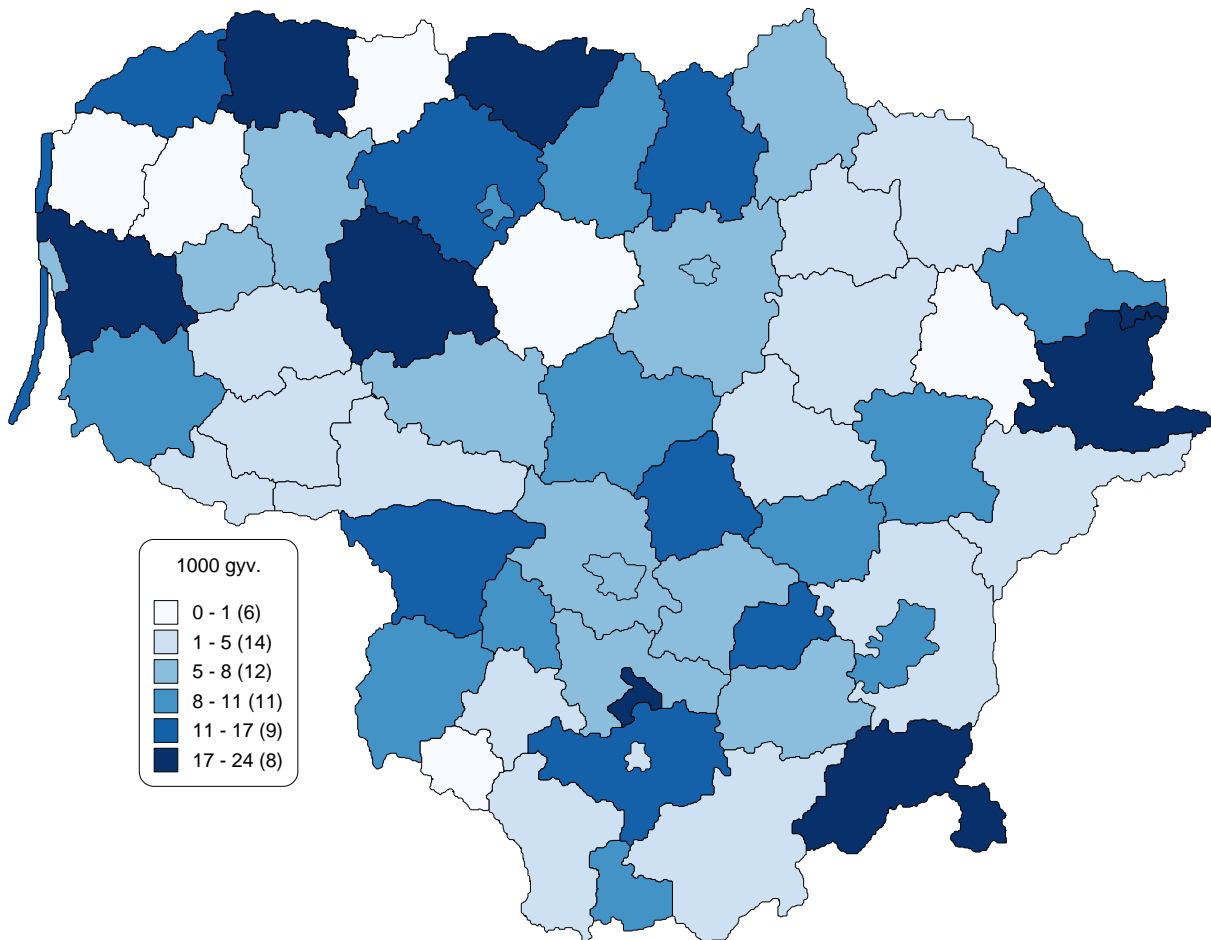 1000 gyv.
0 - 1 (6)
1 - 5 (14)
5 - 8 (12)
8 - 11 (11)
11 - 17 (9)
17 - 24 (8)